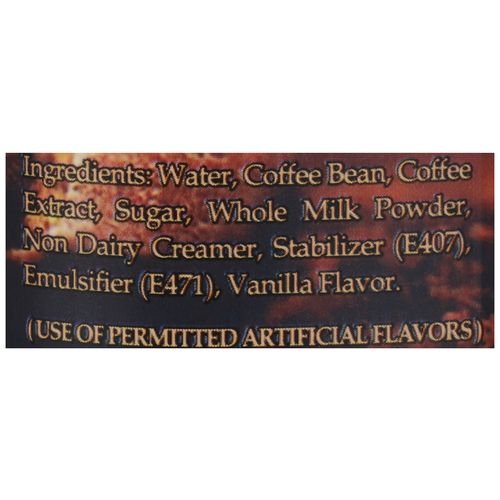 Ingredients: Water, Coffee Bean, Coffee
Extract, Sugar, Whole Milk Powder,
Non Dairy Creamer, Stabilizer (E407),
Emulsifier (E471), Vanilla Flavor.
(USE OF PERMITTED ARTIFICIAL FLAVORS)